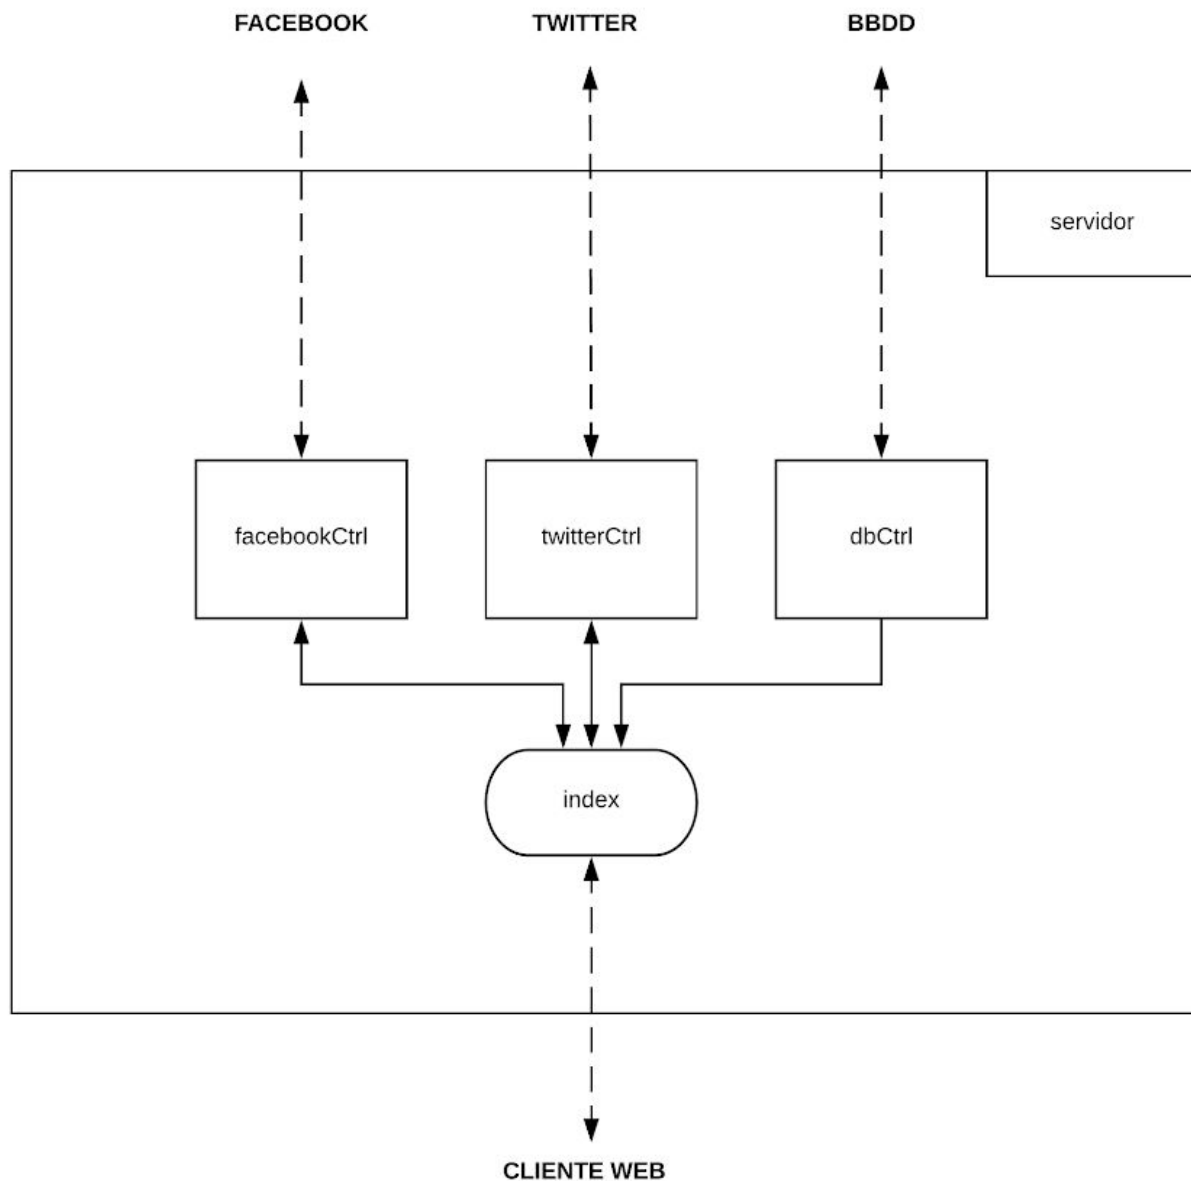 FACEBOOK
TWITTER
BBDD
servidor
facebookCtrl
twitterCtrl
dbCtrl
index
CLIENTE WEB